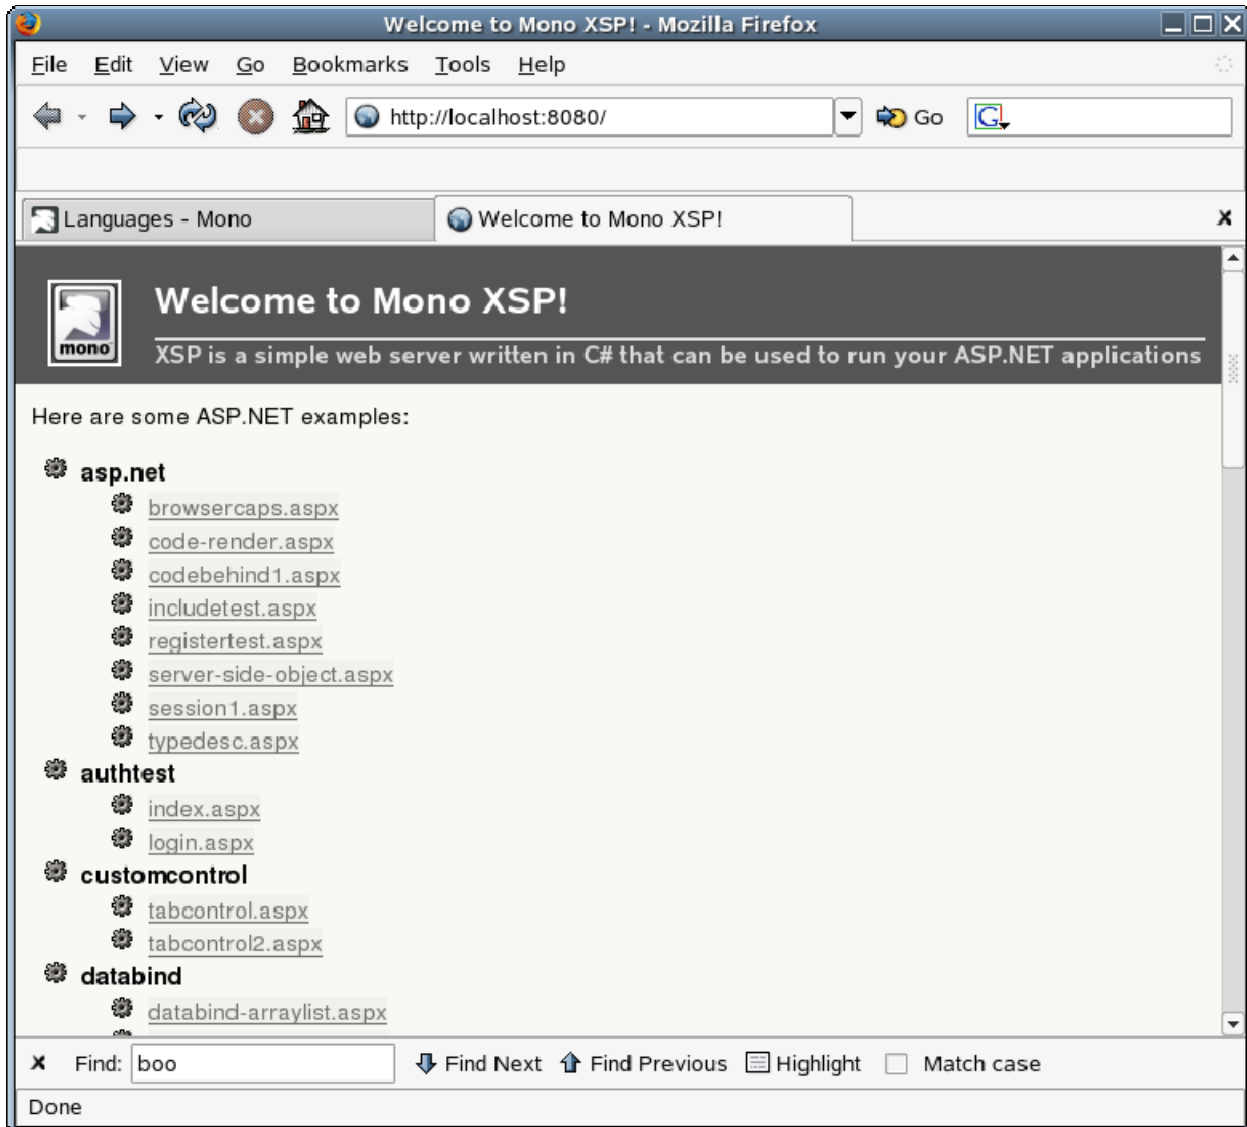 Welcome to Mono XSP! - Mozilla Firefox
File Edit View Go Bookmarks Tools Help
http://localhost:8080/ Go G
Languages - Mono Welcome to Mono XSP! x
mono
Welcome to Mono XSP!
XSP is a simple web server written in C# that can be used to run your ASP.NET applications
Here are some ASP.NET examples:
asp.net
browsercaps.aspx
code-render.aspx
codebehind1.aspx
includetest.aspx
registertest.aspx
server-side-object.aspx
session1.aspx
typedesc.aspx
authtest
index.aspx
login.aspx
customcontrol
tabcontrol.aspx
tabcontrol2.aspx
databind
databind-arraylist.aspx
x Find: boo Find Next Find Previous Highlight Match case
Done